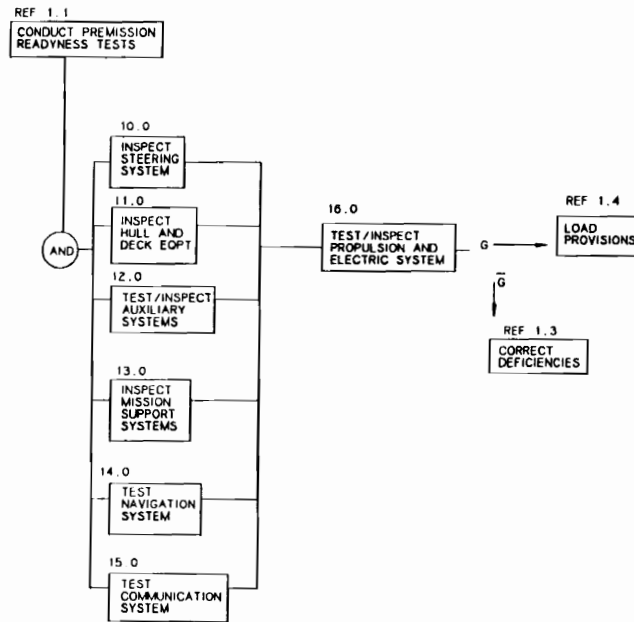 REF 1.1
CONDUCT PREMISSION
READYNESS TESTS
10.0
INSPECT
STEERING
SYSTEM
11.0
INSPECT
HULL AND
DECK EQPT
AND
12.0
TEST/INSPECT
AUXILIARY
SYSTEMS
13.0
INSPECT
MISSION
SUPPORT
SYSTEMS
14.0
TEST
NAVIGATION
SYSTEM
15.0
TEST
COMMUNICATION
SYSTEM
16.0
TEST/INSPECT
PROPULSION AND
ELECTRIC SYSTEM
G
REF 1.4
LOAD
PROVISIONS
G̅
REF 1.3
CORRECT
DEFICIENCIES